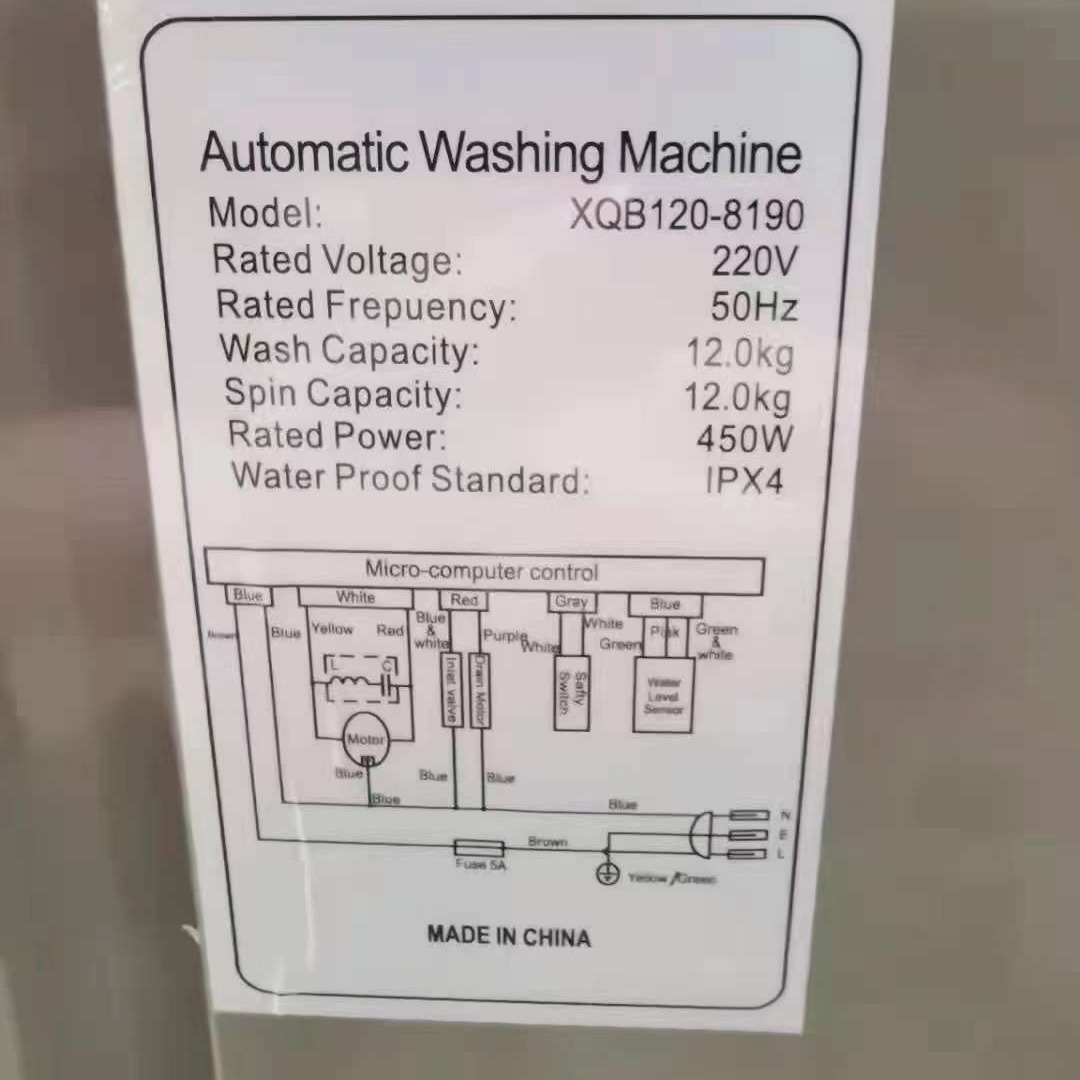 Automatic Washing Machine
Model: XQB120-8190
Rated Voltage: 220V
Rated Frepuency: 50Hz
Wash Capacity: 12.0kg
Spin Capacity: 12.0kg
Rated Power: 450W
Water Proof Standard: IPX4
Micro-computer control
Blue White Red Gray Blue
Brown Blue Yellow Red Blue & white Purple White White Green Pink Green & white
L C
Inlet valve
Drain Motor
Safty Switch
Water
Level
Sensor
Motor
Blue Blue Blue
Blue Blue
N
Brown E
L
Fuse 5A
Yellow/Green
MADE IN CHINA